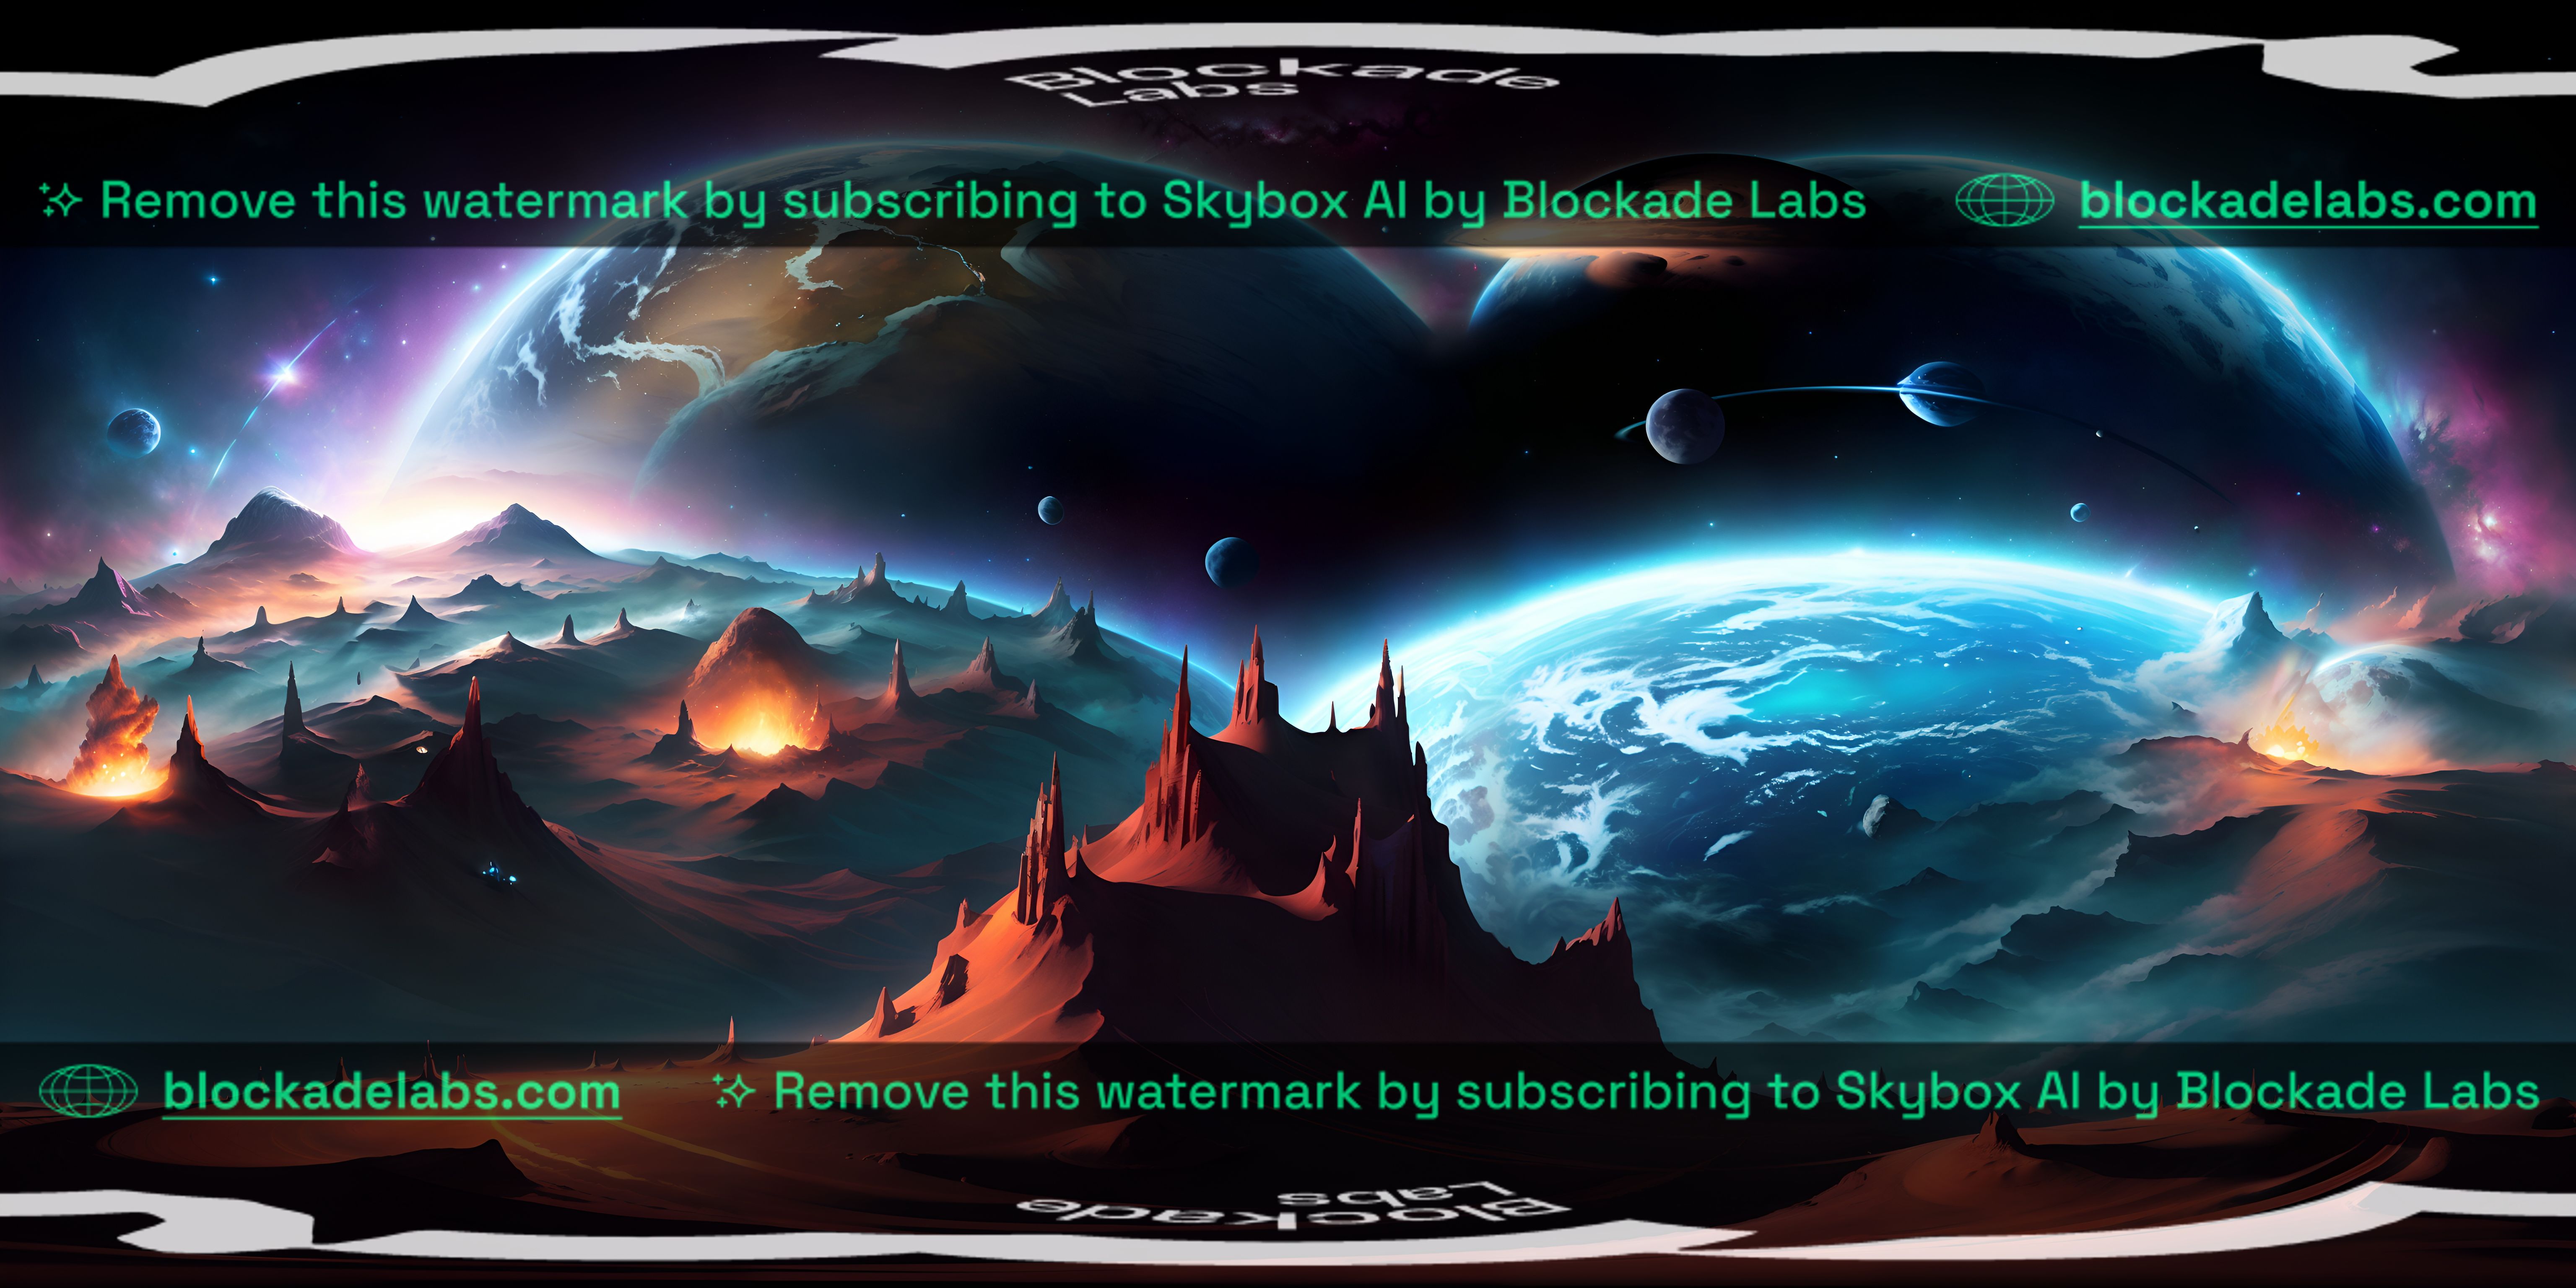 Blockade
Labs
Remove this watermark by subscribing to Skybox AI by Blockade Labs blockadelabs.com
blockadelabs.com Remove this watermark by subscribing to Skybox AI by Blockade Labs
Blockade
Labs